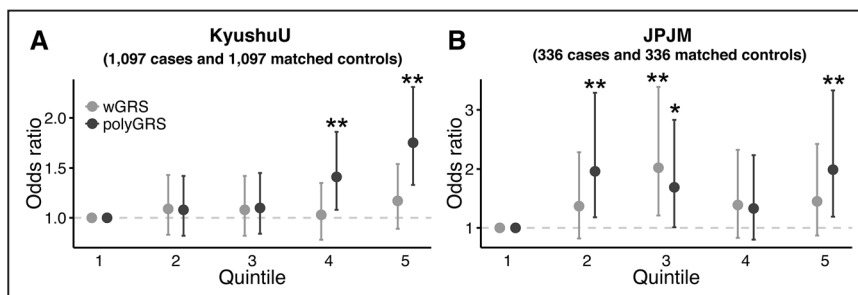 A
KyushuU
(1,097 cases and 1,097 matched controls)
Odds ratio
2.0
1.5
1.0
wGRS
polyGRS
**
**
1 2 3 4 5
Quintile
B
JPJM
(336 cases and 336 matched controls)
Odds ratio
3
2
1
**
**
*
**
1 2 3 4 5
Quintile